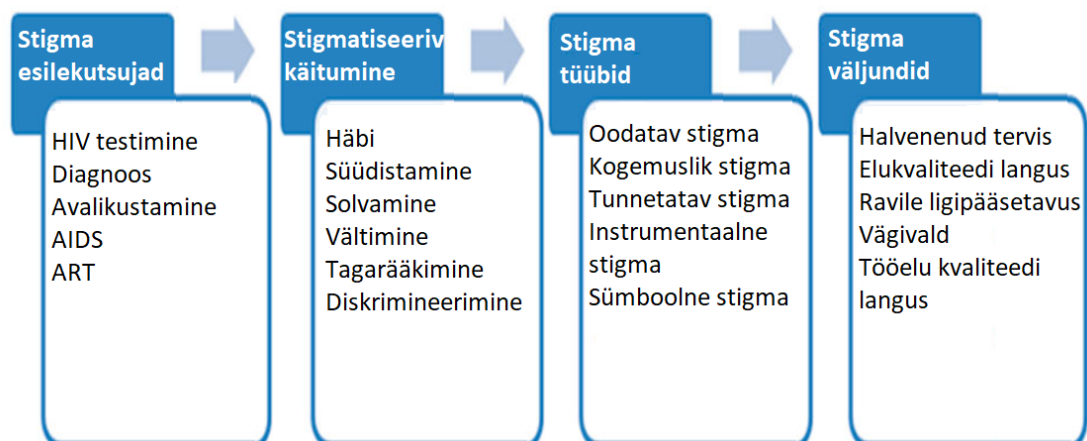 Stigma
esilekutsujad
HIV testimine
Diagnoos
Avalikustamine
AIDS
ART
Stigmatiseeriv
käitumine
Häbi
Süüdistamine
Solvamine
Vältimine
Tagarääkimine
Diskrimineerimine
Stigma
tüübid
Oodatav stigma
Kogemuslik stigma
Tunnetatav stigma
Instrumentaalne
stigma
Sümboolne stigma
Stigma
väljundid
Halvenenud tervis
Elukvaliteedi langus
Ravile ligipääsetavus
Vägivald
Tööelu kvaliteedi
langus